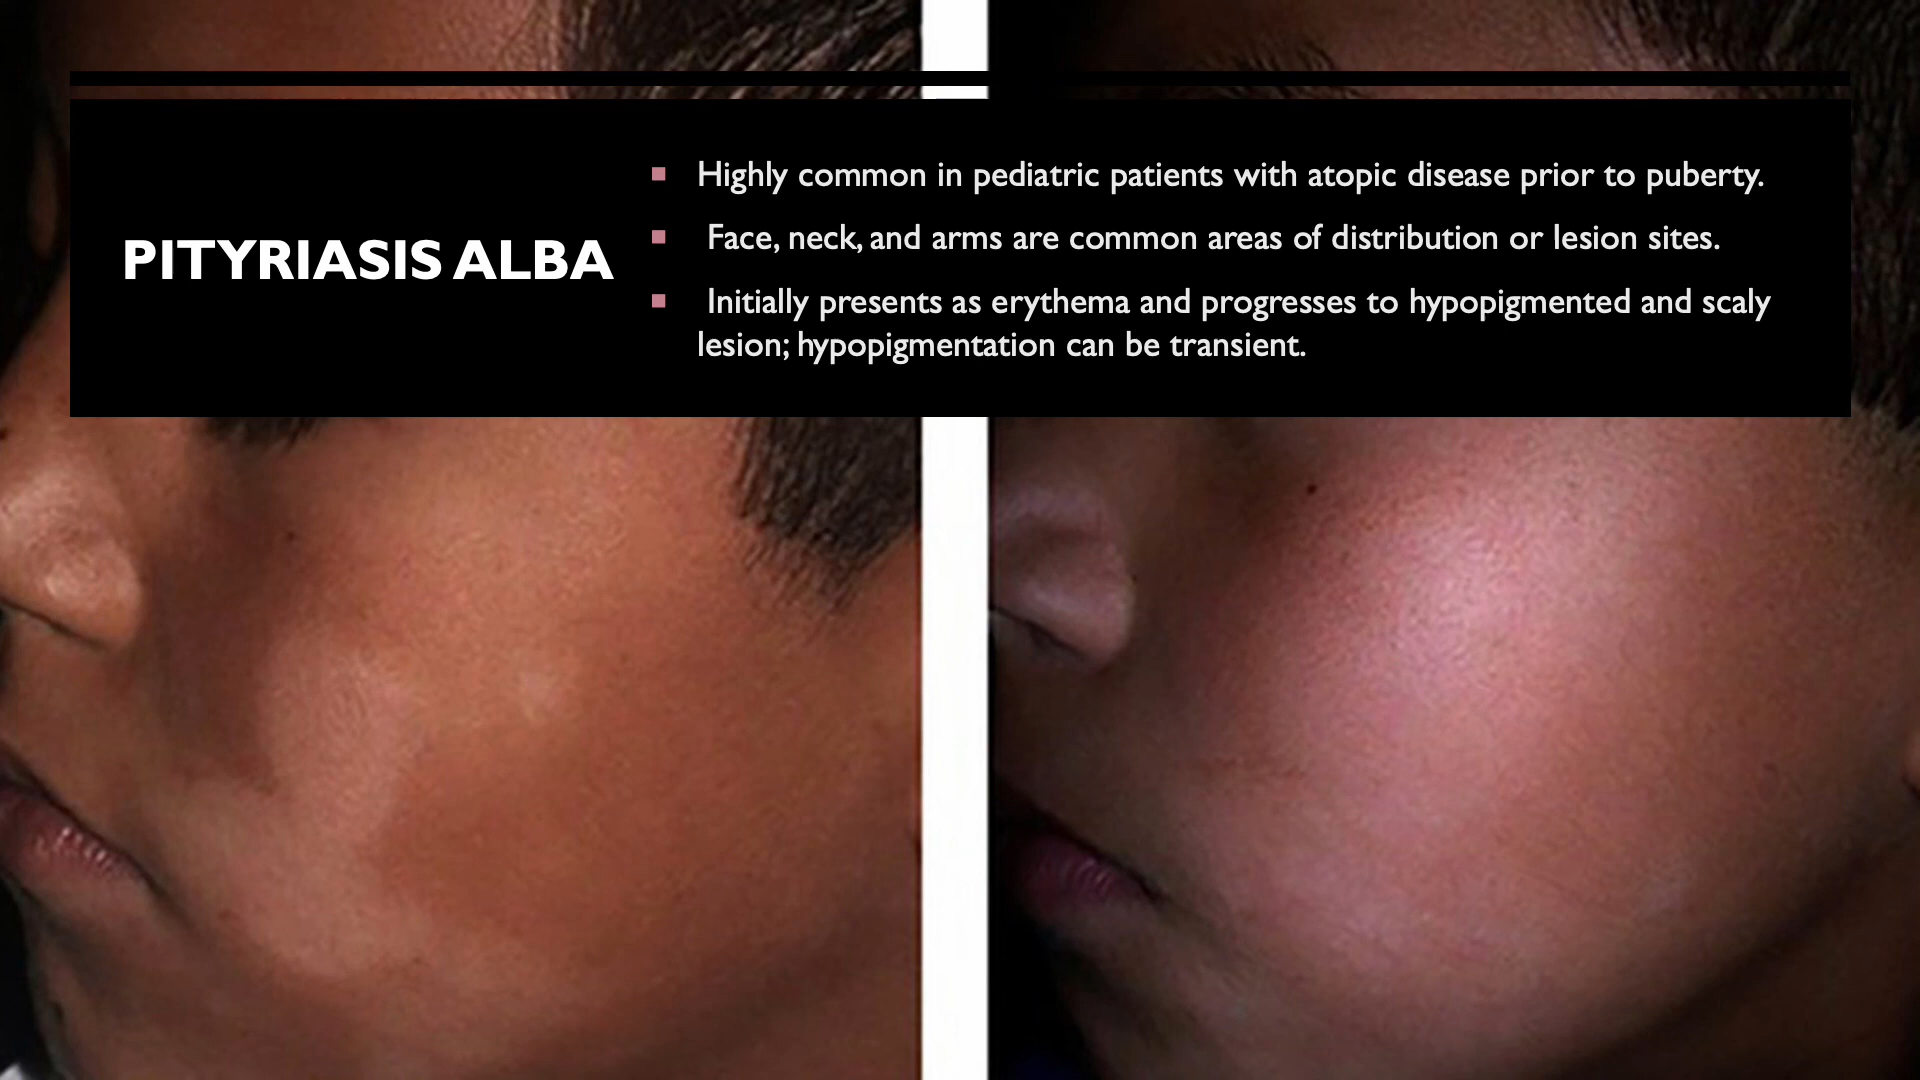 PITYRIASIS ALBA
▪ Highly common in pediatric patients with atopic disease prior to puberty.
▪ Face, neck, and arms are common areas of distribution or lesion sites.
▪ Initially presents as erythema and progresses to hypopigmented and scaly
lesion; hypopigmentation can be transient.